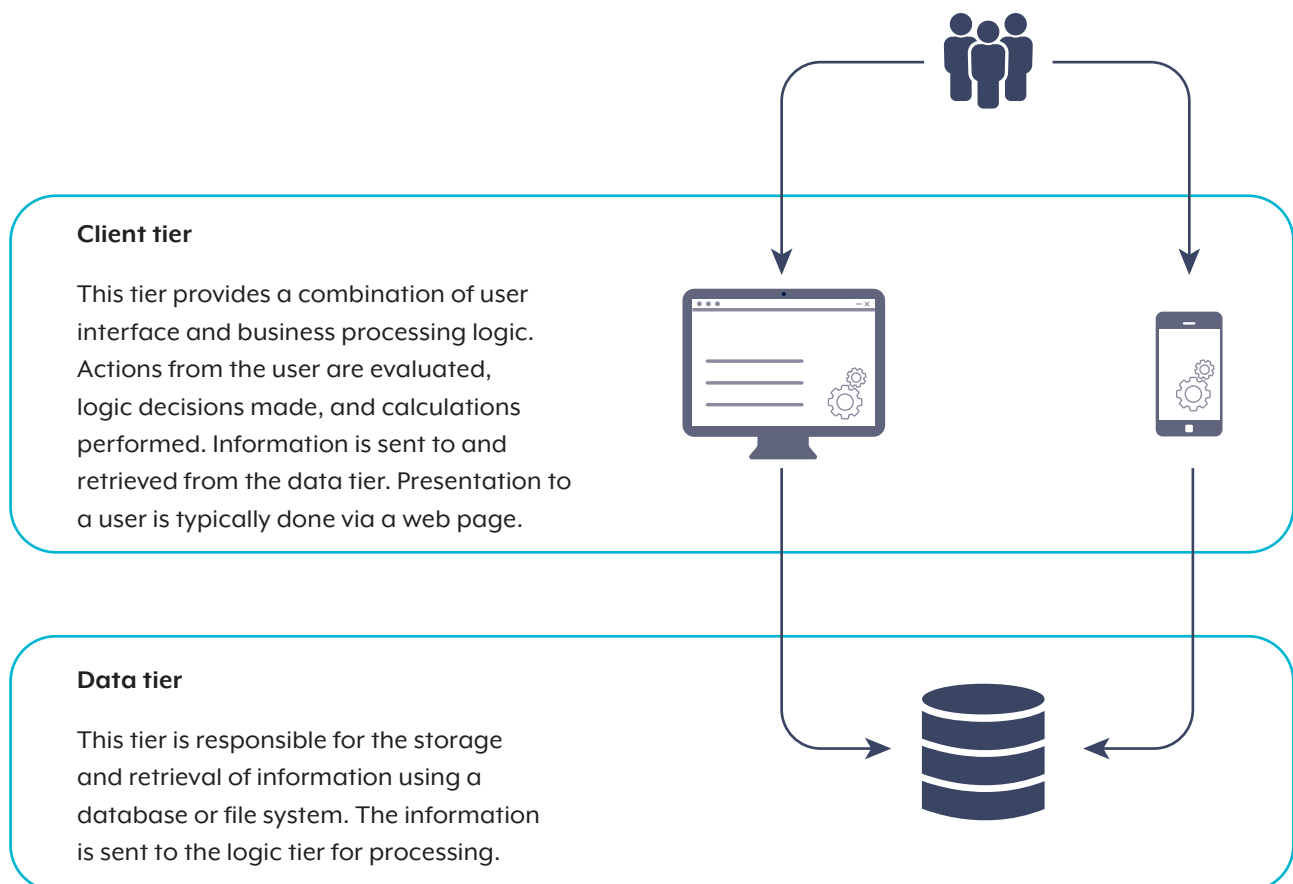 Client tier
This tier provides a combination of user
interface and business processing logic.
Actions from the user are evaluated,
logic decisions made, and calculations
performed. Information is sent to and
retrieved from the data tier. Presentation to
a user is typically done via a web page.
Data tier
This tier is responsible for the storage
and retrieval of information using a
database or file system. The information
is sent to the logic tier for processing.